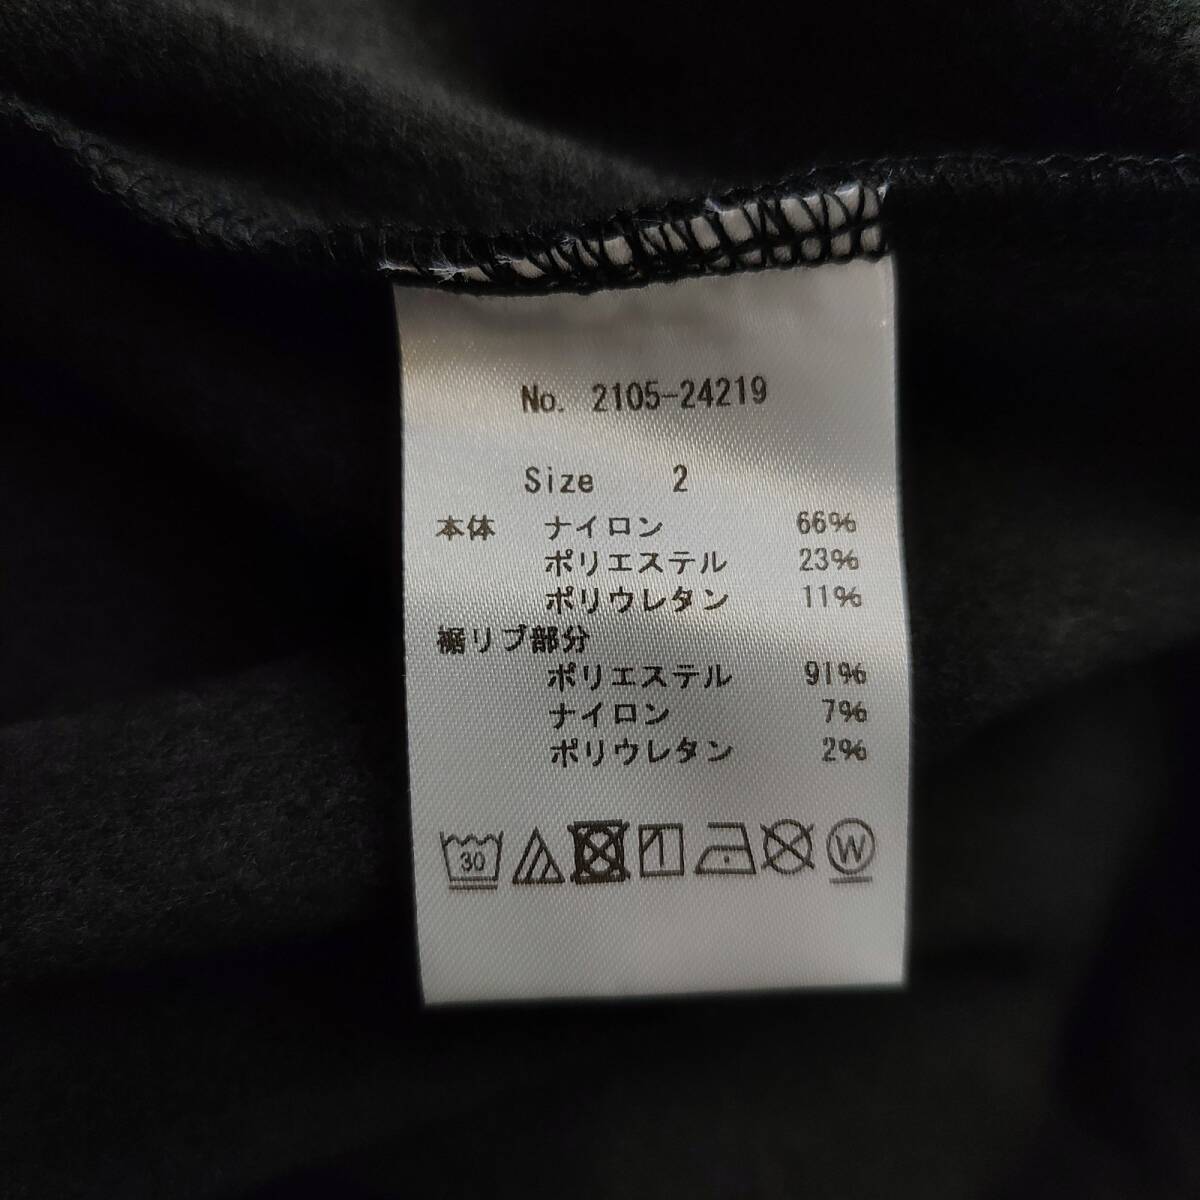 No. 2105-24219
Size 2
本体 ナイロン 66%
ポリエステル 23%
ポリウレタン 11%
裾リブ部分
ポリエステル 91%
ナイロン 7%
ポリウレタン 2%
30 W